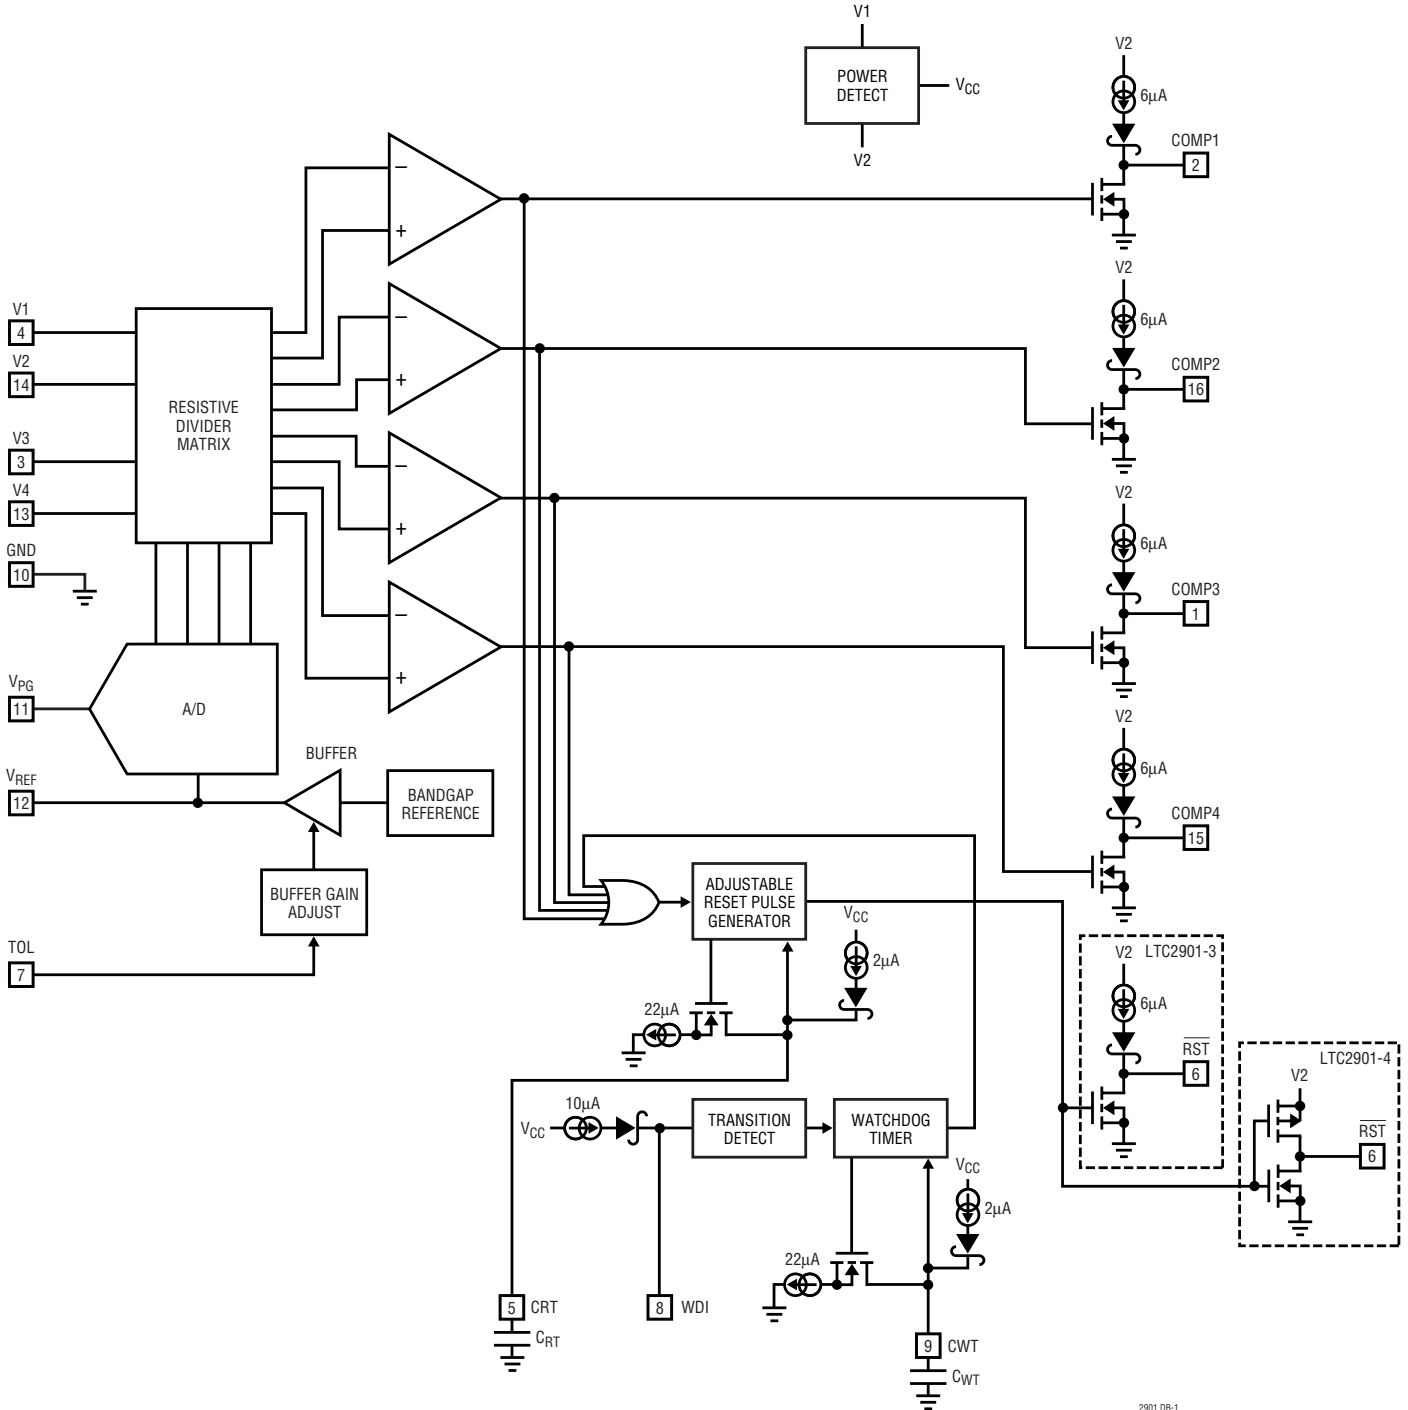 V1
POWER
DETECT
VCC
V2
V2
6µA
COMP1
2
−
+
V2
6µA
COMP2
16
−
+
V1
4
V2
14
V3
3
V4
13
GND
10
RESISTIVE
DIVIDER
MATRIX
−
+
V2
6µA
COMP3
1
−
+
VPG
11
A/D
V2
6µA
COMP4
15
VREF
12
BUFFER
BANDGAP
REFERENCE
BUFFER GAIN
ADJUST
TOL
7
ADJUSTABLE
RESET PULSE
GENERATOR
VCC
2µA
22µA
V2
LTC2901-3
6µA
RST
6
LTC2901-4
V2
RST
6
10µA
VCC
TRANSITION
DETECT
WATCHDOG
TIMER
VCC
2µA
22µA
5
CRT
CRT
8
WDI
9
CWT
CWT
2901 DB-1